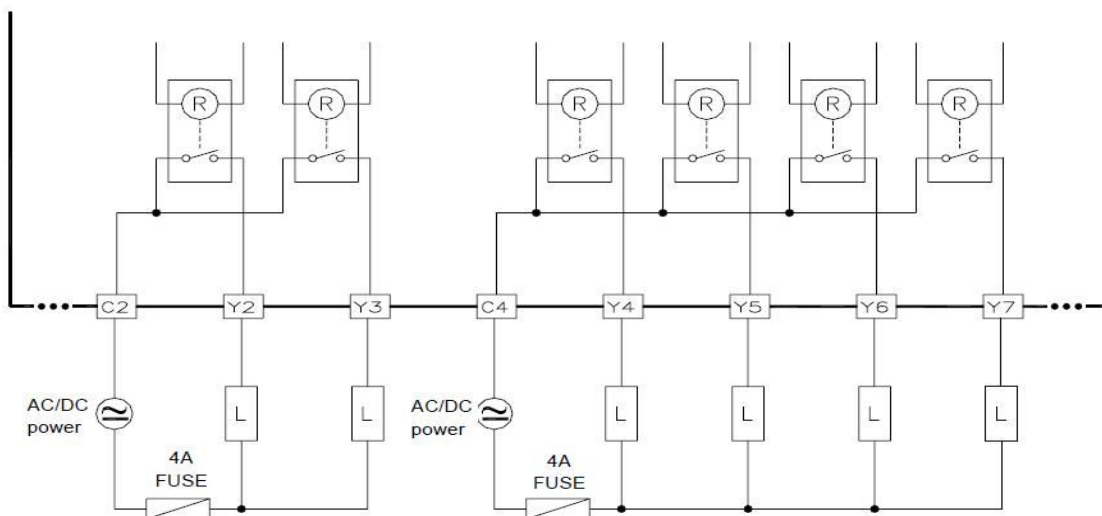 R R R R R R
C2 Y2 Y3 C4 Y4 Y5 Y6 Y7
AC/DC
power
L L
AC/DC
power
L L L L
4A
FUSE
4A
FUSE